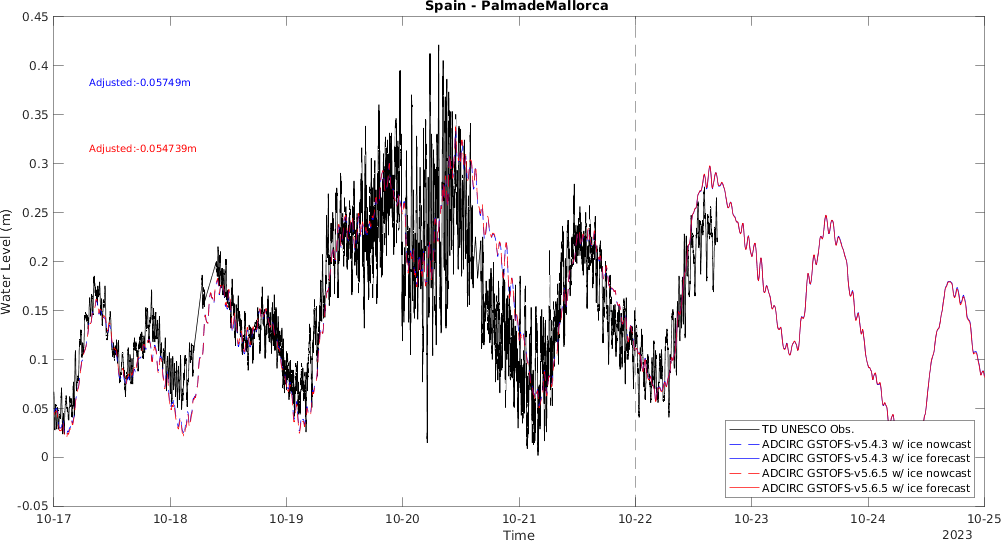 Spain - PalmadeMallorca
0.45
0.4
0.35
0.3
0.25
0.2
0.15
0.1
0.05
0
-0.05
Water Level (m)
Adjusted:-0.05749m
Adjusted:-0.054739m
TD UNESCO Obs.
ADCIRC GSTOFS-v5.4.3 w/ ice nowcast
ADCIRC GSTOFS-v5.4.3 w/ ice forecast
ADCIRC GSTOFS-v5.6.5 w/ ice nowcast
ADCIRC GSTOFS-v5.6.5 w/ ice forecast
10-17 10-18 10-19 10-20 10-21 10-22 10-23 10-24 10-25
Time
2023